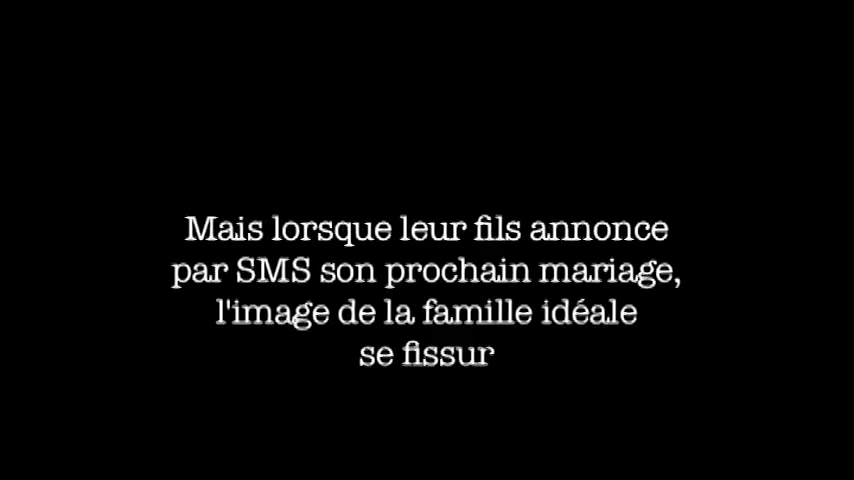 Mais lorsque leur fils annonce
par SMS son prochain mariage,
l'image de la famille idéale
se fissur